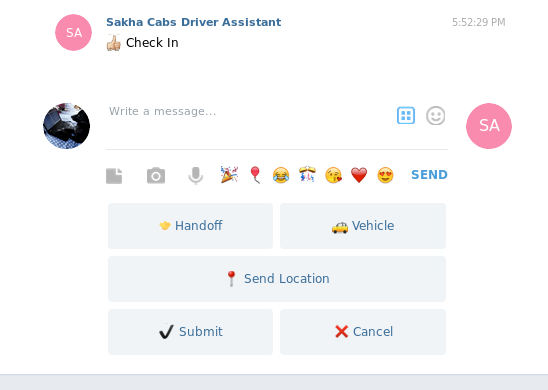 Sakha Cabs Driver Assistant 5:52:29 PM
SA
👍 Check In
Write a message...
SA
SEND
Handoff
Vehicle
Send Location
Submit
Cancel